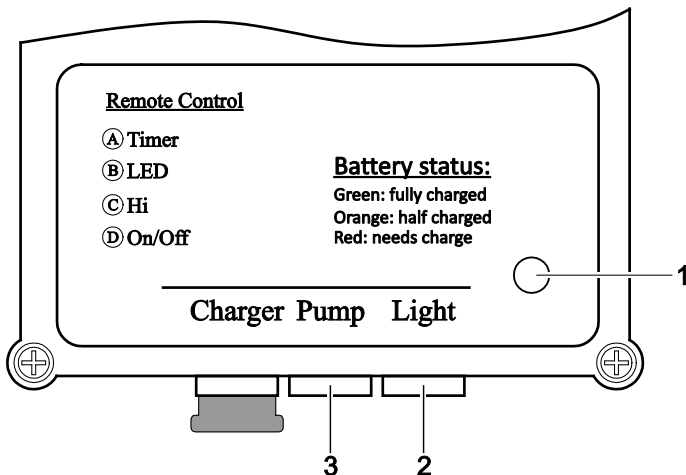 Remote Control
Ⓐ Timer
Ⓑ LED
Ⓒ Hi
Ⓓ On/Off
Battery status:
Green: fully charged
Orange: half charged
Red: needs charge
1
Charger Pump Light
3 2